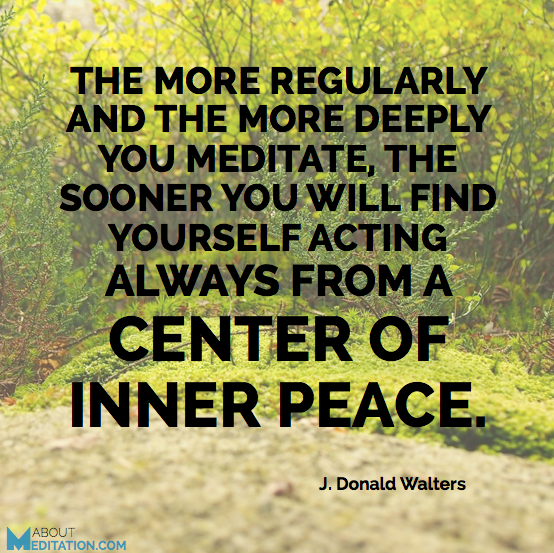 THE MORE REGULARLY
AND THE MORE DEEPLY
YOU MEDITATE, THE
SOONER YOU WILL FIND
YOURSELF ACTING
ALWAYS FROM A
CENTER OF
INNER PEACE.
J. Donald Walters
ABOUT
MEDITATION.COM